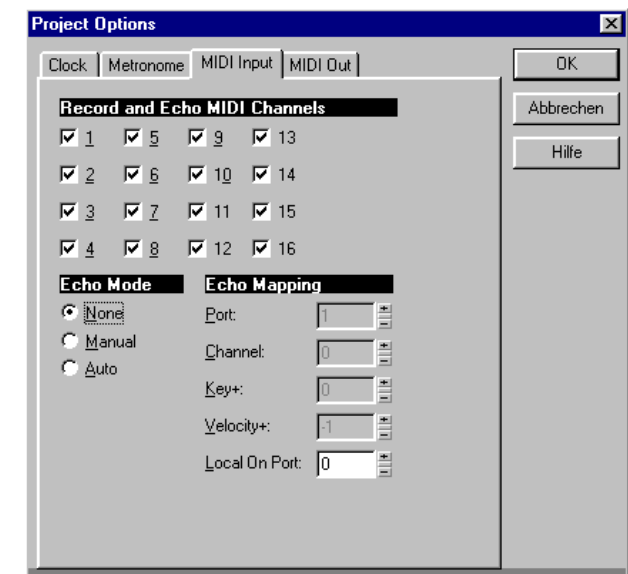 Project Options
Clock Metronome MIDI Input MIDI Out
OK
Abbrechen
Hilfe
Record and Echo MIDI Channels
1 5 9 13
2 6 10 14
3 7 11 15
4 8 12 16
Echo Mode
None
Manual
Auto
Echo Mapping
Port: 1
Channel: 0
Key+: 0
Velocity+: -1
Local On Port: 0